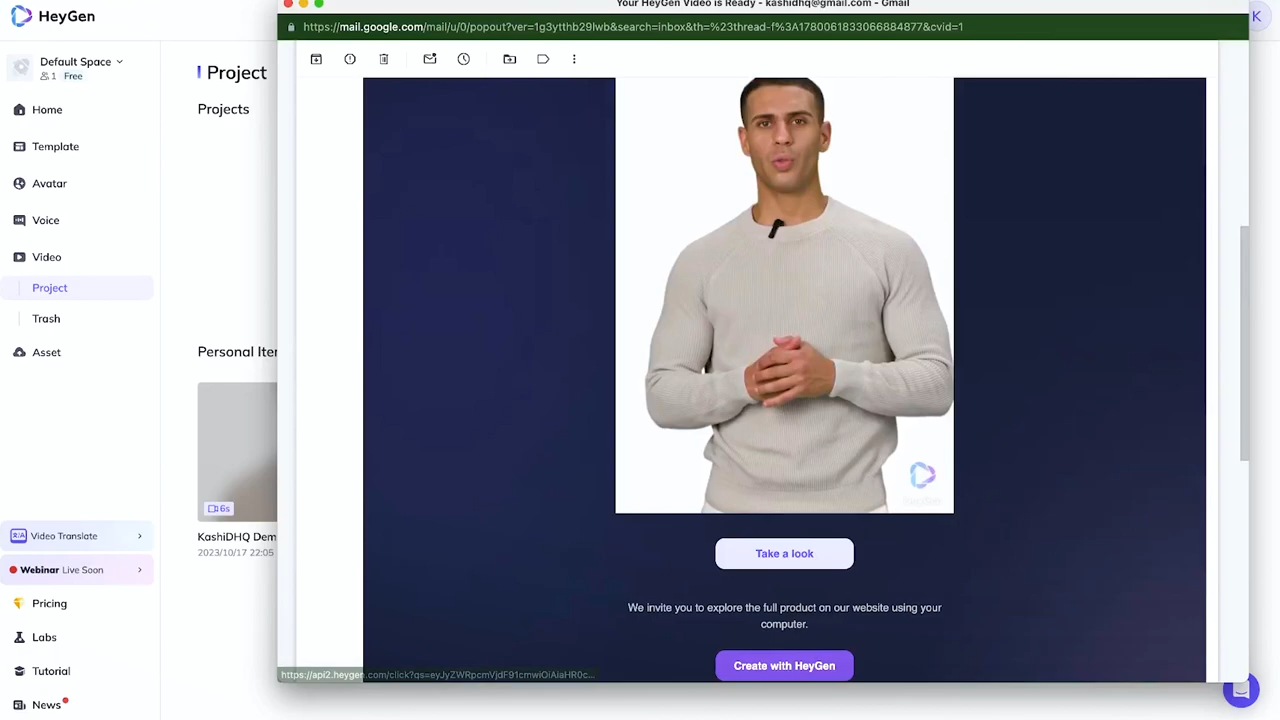 HeyGen
Your HeyGen Video is Ready - kashidhq@gmail.com - Gmail
https://mail.google.com/mail/u/0/popout?ver=1g3ytthb29lwb&search=inbox&th=%23thread-f%3A1780061833066884877&cvid=1
K
Default Space
1 Free
Home
Template
Avatar
Voice
Video
Project
Trash
Asset
Video Translate
Webinar Live Soon
Pricing
Labs
Tutorial
News
Project
Projects
Personal Iter
6s
KashiDHQ Dem
2023/10/17 22:05
Take a look
We invite you to explore the full product on our website using your
computer.
Create with HeyGen